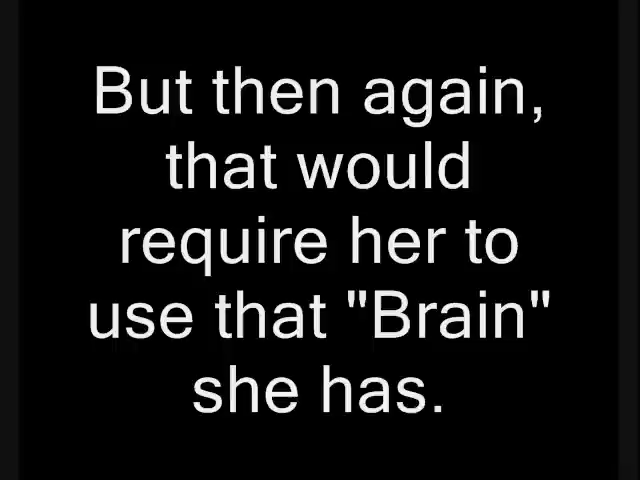 But then again,
that would
require her to
use that "Brain"
she has.